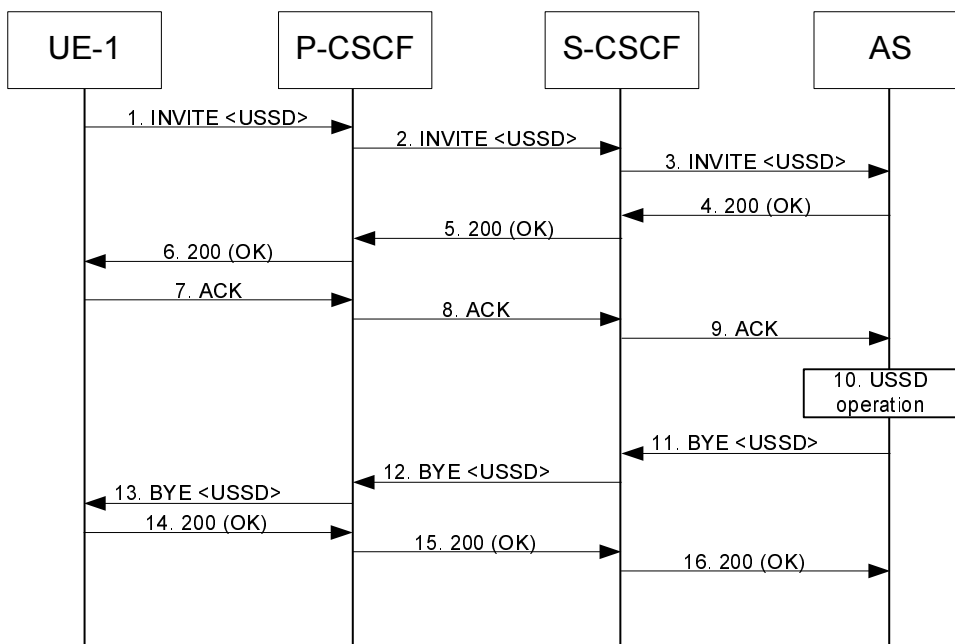 UE-1
P-CSCF
S-CSCF
AS
1. INVITE <USSD>
2. INVITE <USSD>
3. INVITE <USSD>
4. 200 (OK)
5. 200 (OK)
6. 200 (OK)
7. ACK
8. ACK
9. ACK
10. USSD
operation
11. BYE <USSD>
12. BYE <USSD>
13. BYE <USSD>
14. 200 (OK)
15. 200 (OK)
16. 200 (OK)